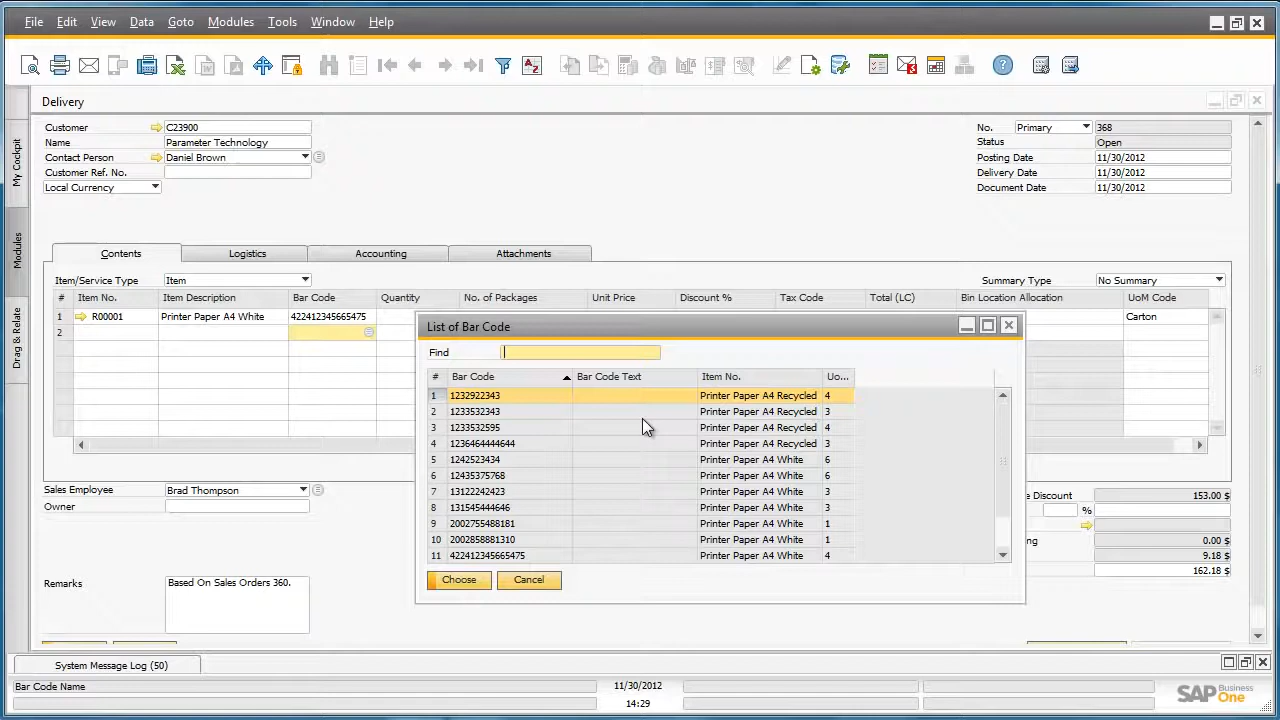 File Edit View Data Goto Modules Tools Window Help
Delivery
Customer C23900 No. Primary 368
Name Parameter Technology Status Open
Contact Person Daniel Brown Posting Date 11/30/2012
Customer Ref. No. Delivery Date 11/30/2012
Local Currency Document Date 11/30/2012
My Cockpit
Modules
Drag & Relate
Contents Logistics Accounting Attachments
Item/Service Type Item Summary Type No Summary
# Item No. Item Description Bar Code Quantity No. of Packages Unit Price Discount % Tax Code Total (LC) Bin Location Allocation UoM Code
1 R00001 Printer Paper A4 White 422412345665475 Carton
2
List of Bar Code
Find
# Bar Code Bar Code Text Item No. Uo...
1 1232922343 Printer Paper A4 Recycled 4
2 1233532343 Printer Paper A4 Recycled 3
3 1233532595 Printer Paper A4 Recycled 4
4 1236464444644 Printer Paper A4 Recycled 3
5 1242523434 Printer Paper A4 White 6
6 12435375768 Printer Paper A4 White 6
7 13122242423 Printer Paper A4 White 3
8 131545444646 Printer Paper A4 White 3
9 2002755488181 Printer Paper A4 White 1
10 2002858881310 Printer Paper A4 White 1
11 422412345665475 Printer Paper A4 White 4
Choose Cancel
Sales Employee Brad Thompson
Owner
Remarks Based On Sales Orders 360.
e Discount 153.00 $
%
ng 0.00 $
9.18 $
162.18 $
System Message Log (50)
Bar Code Name 11/30/2012
14:29
SAP Business One